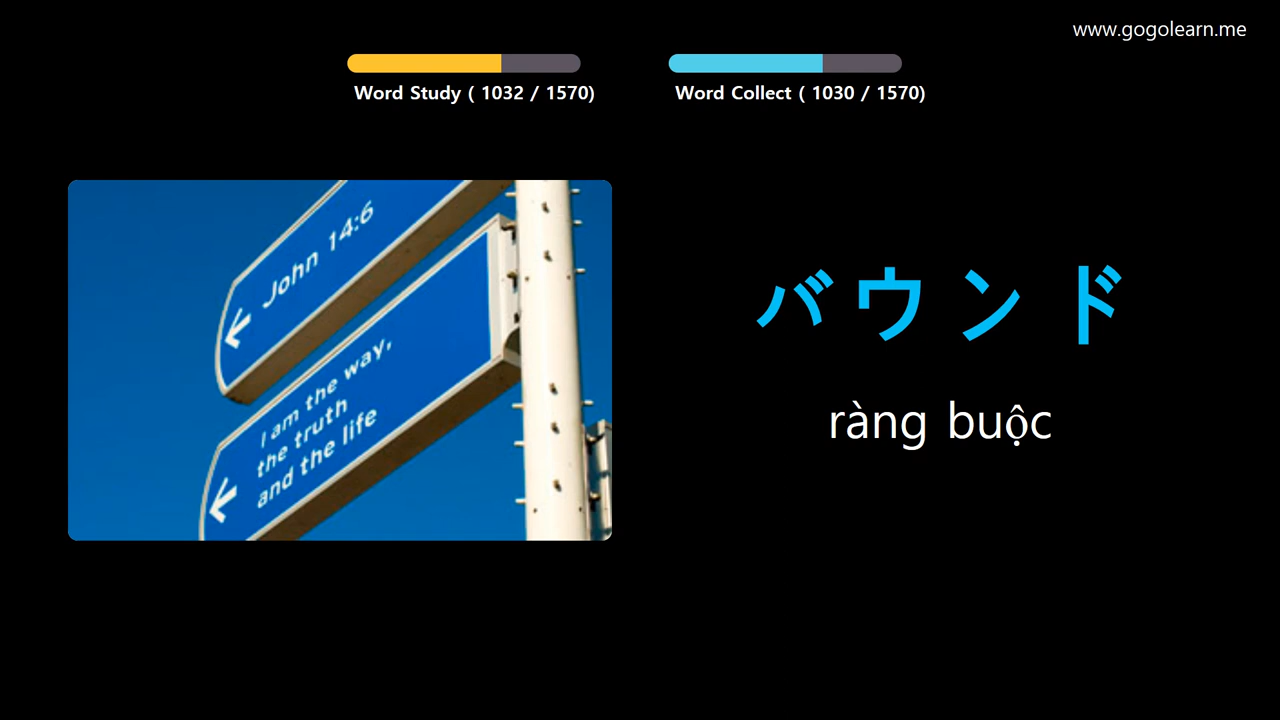 www.gogolearn.me
Word Study ( 1032 / 1570)
Word Collect ( 1030 / 1570)
John 14:6
I am the way,
the truth
and the life
バウンド
ràng buộc